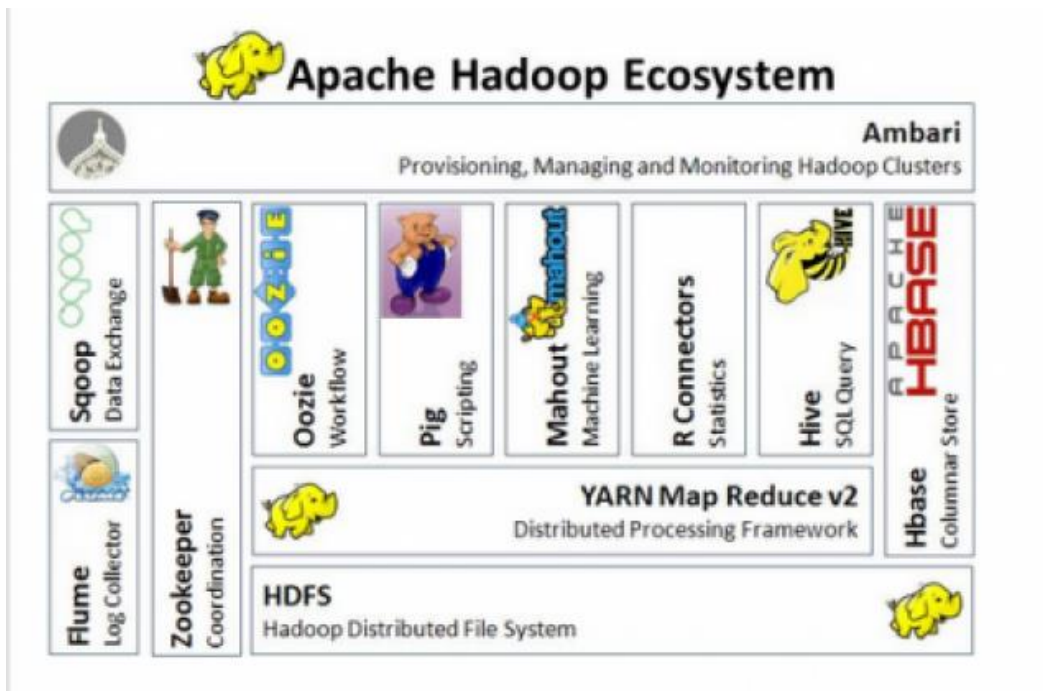 Apache Hadoop Ecosystem
Ambari
Provisioning, Managing and Monitoring Hadoop Clusters
Sqoop
Data Exchange
Flume
Log Collector
Zookeeper
Coordination
OOZIE
Oozie
Workflow
Pig
Scripting
mahout
Mahout
Machine Learning
R Connectors
Statistics
HIVE
Hive
SQL Query
APACHE
HBASE
Hbase
Columnar Store
YARN Map Reduce v2
Distributed Processing Framework
HDFS
Hadoop Distributed File System